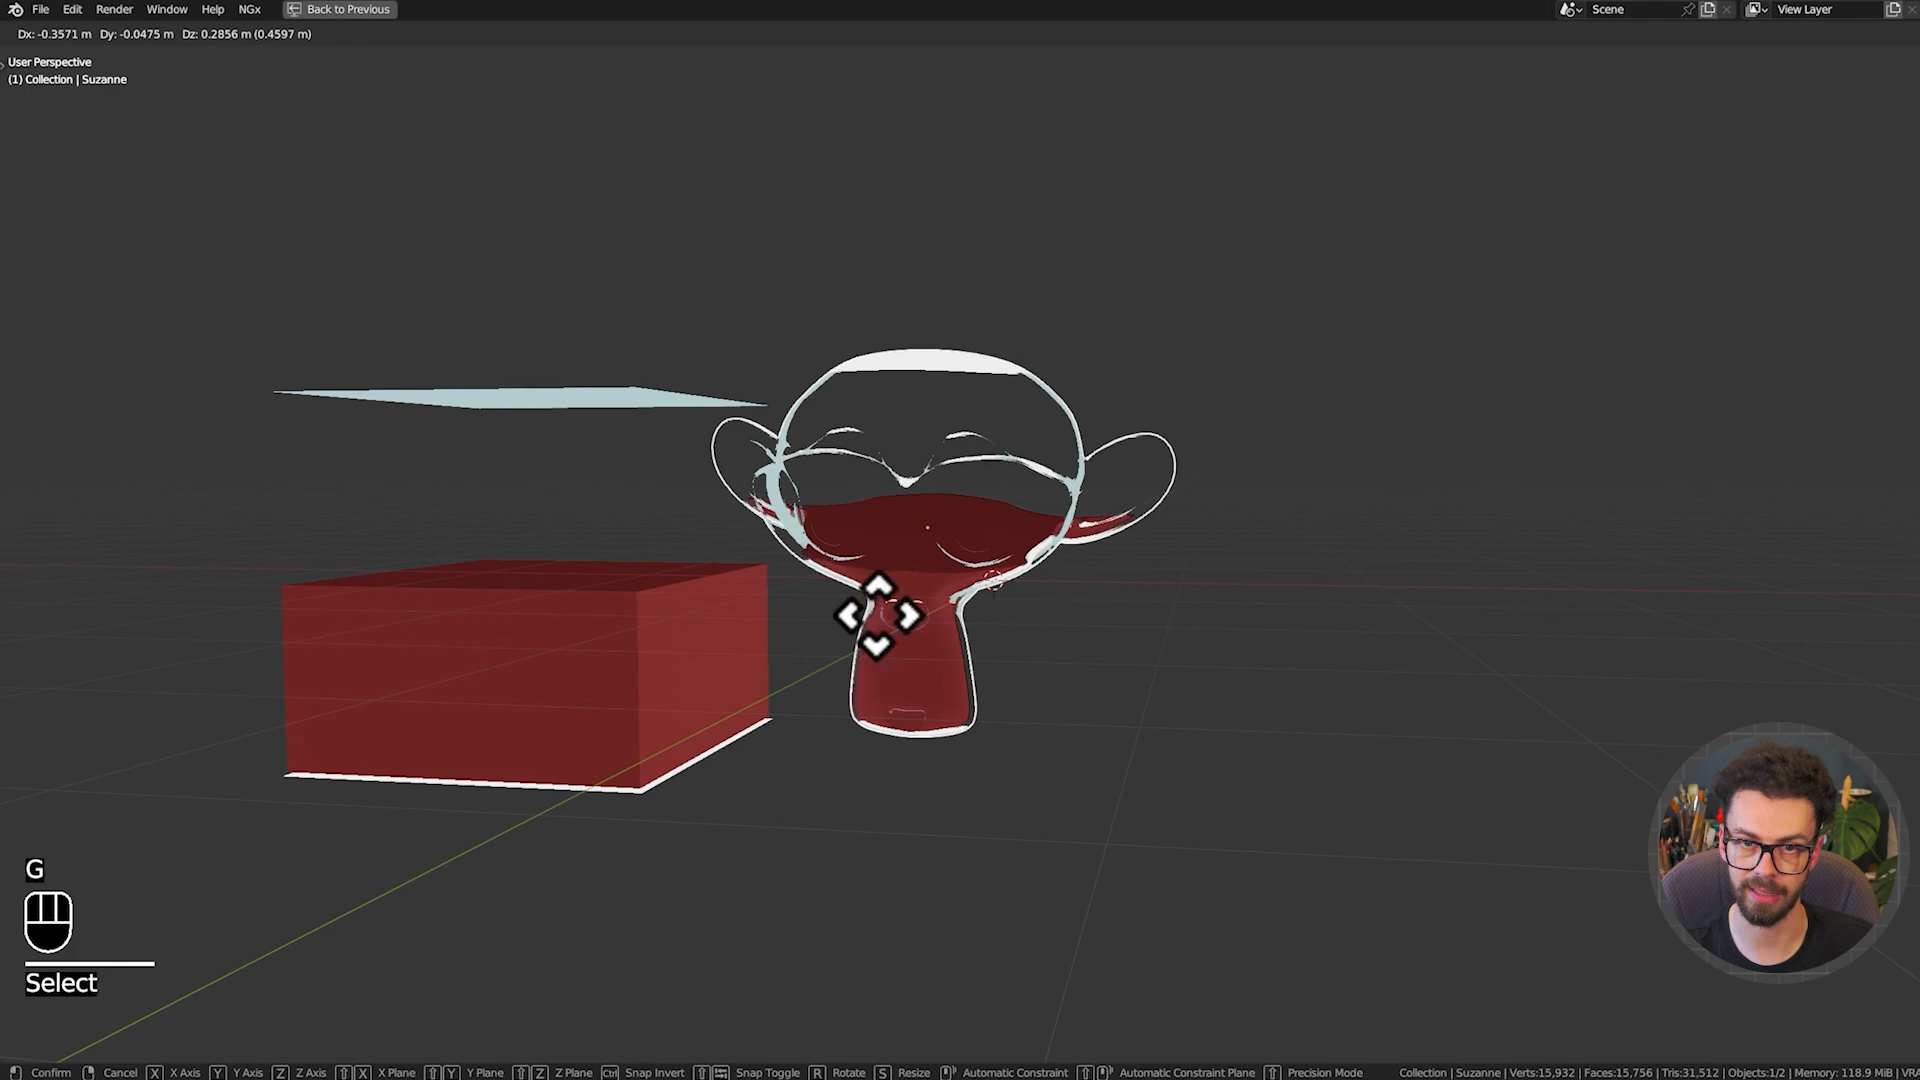 File Edit Render Window Help NGx Back to Previous Scene View Layer
Dx: -0.3571 m Dy: -0.0475 m Dz: 0.2856 m (0.4597 m)
User Perspective
(1) Collection | Suzanne
G
Select
Confirm Cancel X X Axis Y Y Axis Z Z Axis X X Plane Y Y Plane Z Z Plane Ctrl Snap Invert Snap Toggle R Rotate S Resize Automatic Constraint Automatic Constraint Plane Precision Mode Collection | Suzanne | Verts:15,932 | Faces:15,756 | Tris:31,512 | Objects:1/2 | Memory: 118.9 MiB | VRA